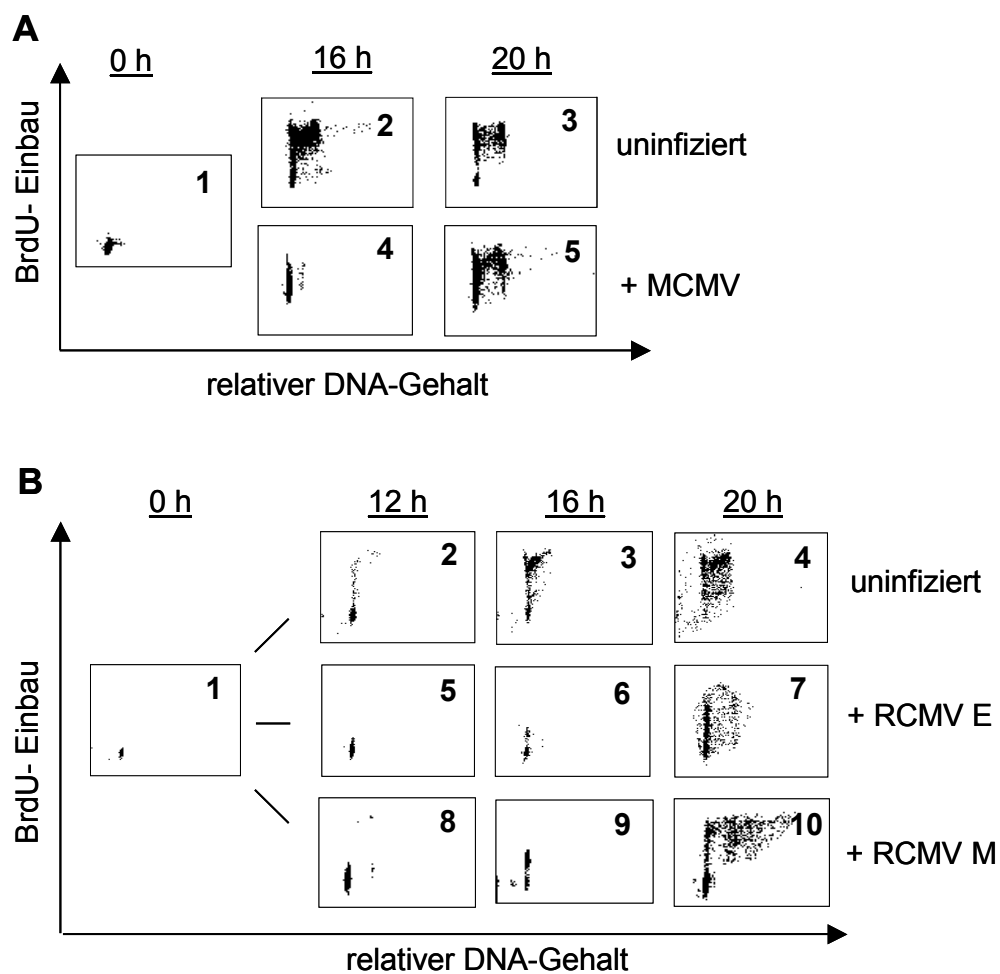 A
0 h
16 h
20 h
BrdU- Einbau
1
2
3
uninfiziert
4
5
+ MCMV
relativer DNA-Gehalt
B
0 h
12 h
16 h
20 h
BrdU- Einbau
2
3
4
uninfiziert
1
5
6
7
+ RCMV E
8
9
10
+ RCMV M
relativer DNA-Gehalt